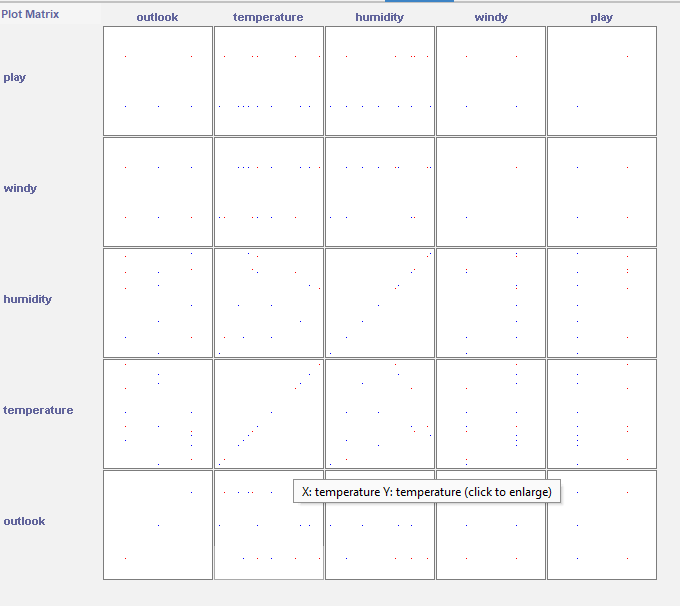 Plot Matrix
outlook temperature humidity windy play
play
windy
humidity
temperature
X: temperature Y: temperature (click to enlarge)
outlook